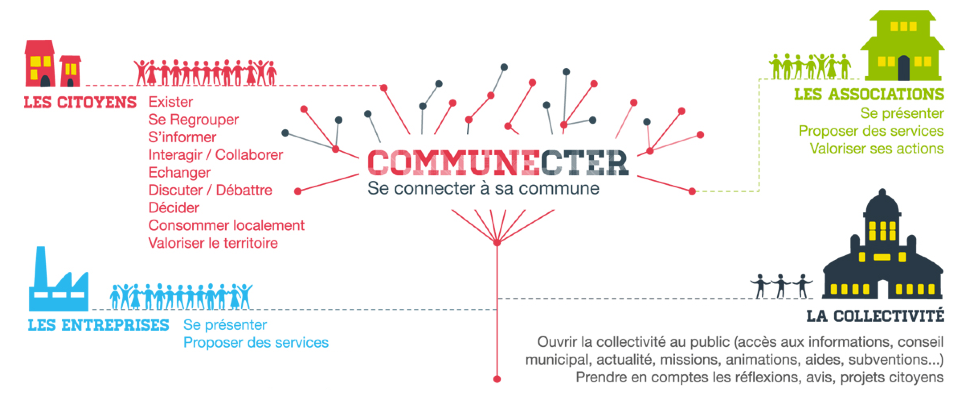 LES CITOYENS
Exister
Se Regrouper
S'informer
Interagir / Collaborer
Echanger
Discuter / Débattre
Décider
Consommer localement
Valoriser le territoire
COMMUNECTER
Se connecter à sa commune
LES ASSOCIATIONS
Se présenter
Proposer des services
Valoriser ses actions
LES ENTREPRISES
Se présenter
Proposer des services
LA COLLECTIVITÉ
Ouvrir la collectivité au public (accès aux informations, conseil
municipal, actualité, missions, animations, aides, subventions...)
Prendre en comptes les réflexions, avis, projets citoyens